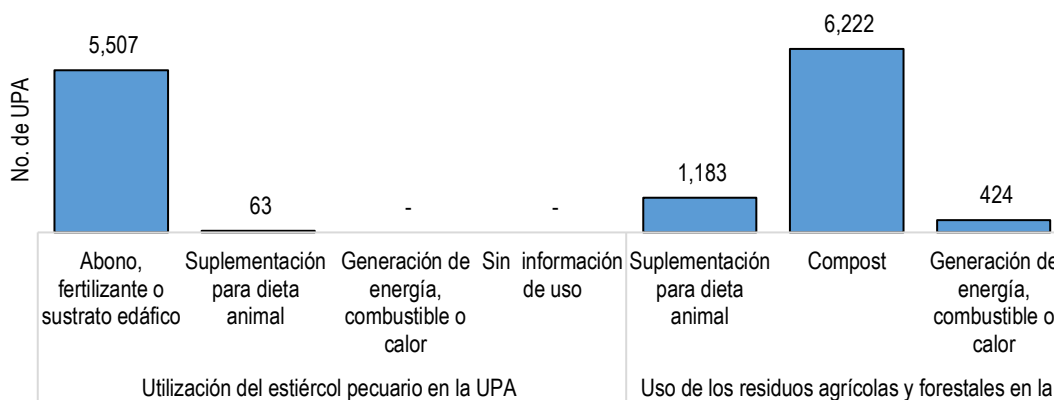 5,507
63
-
-
1,183
6,222
424
No. de UPA
Abono,
fertilizante o
sustrato edáfico
Suplementación
para dieta
animal
Generación de
energía,
combustible o
calor
Sin información
de uso
Suplementación
para dieta
animal
Compost
Generación de
energía,
combustible o
calor
Utilización del estiércol pecuario en la UPA
Uso de los residuos agrícolas y forestales en la